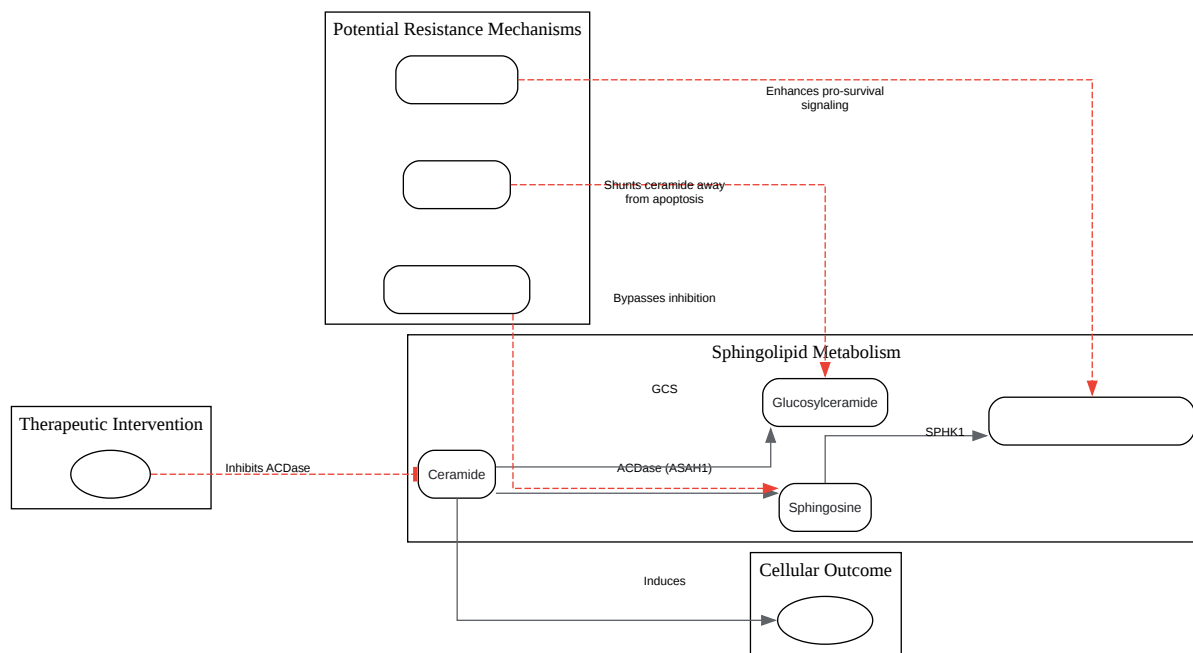 Potential Resistance Mechanisms
Enhances pro-survival
signaling
Shunts ceramide away
from apoptosis
Bypasses inhibition
Sphingolipid Metabolism
GCS
Glucosylceramide
Therapeutic Intervention
SPHK1
Inhibits ACDase
Ceramide
ACDase (ASAH1)
Sphingosine
Cellular Outcome
Induces